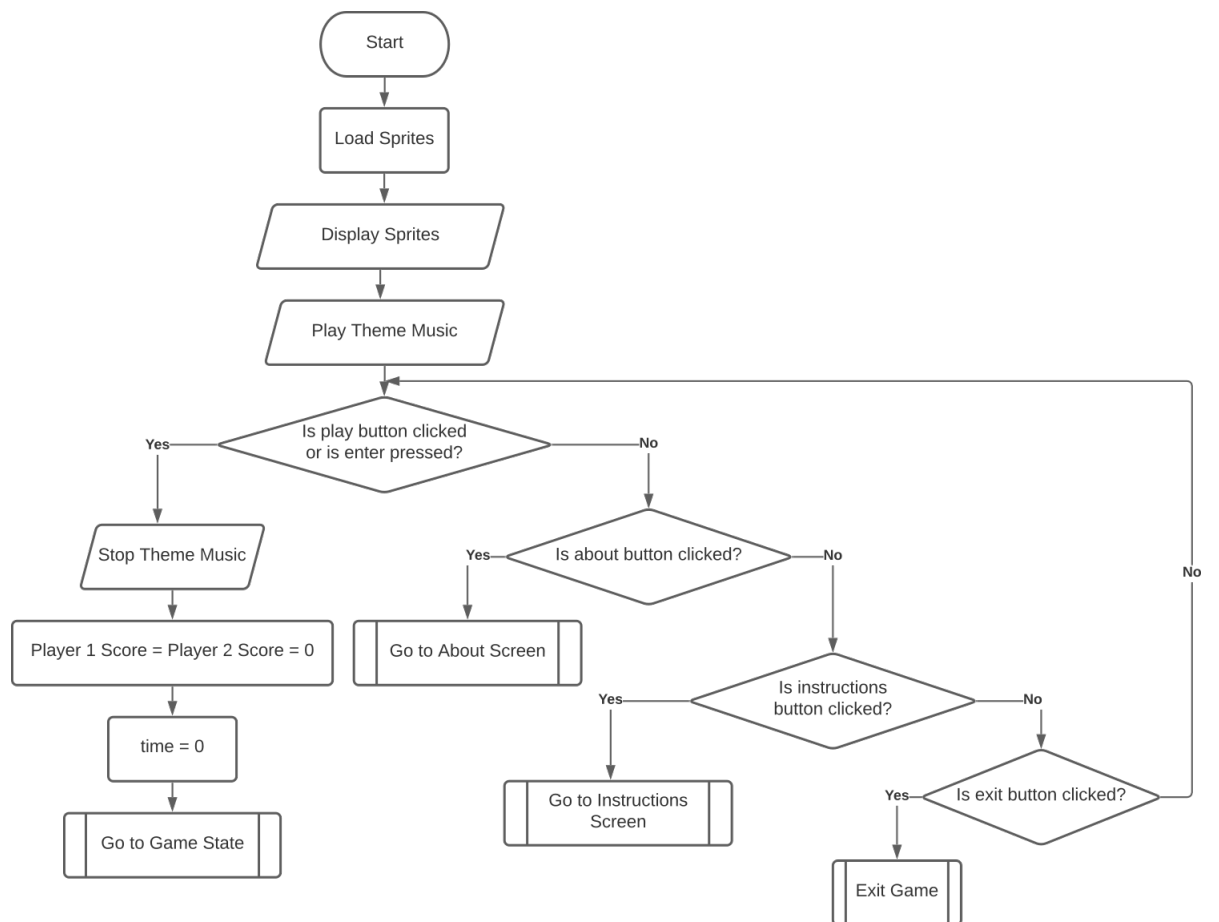 Start
Load Sprites
Display Sprites
Play Theme Music
Is play button clicked
or is enter pressed?
Yes
No
Stop Theme Music
Is about button clicked?
Yes
No
No
Player 1 Score = Player 2 Score = 0
Go to About Screen
Is instructions
button clicked?
Yes
No
time = 0
Go to Instructions
Screen
Is exit button clicked?
Yes
Go to Game State
Exit Game